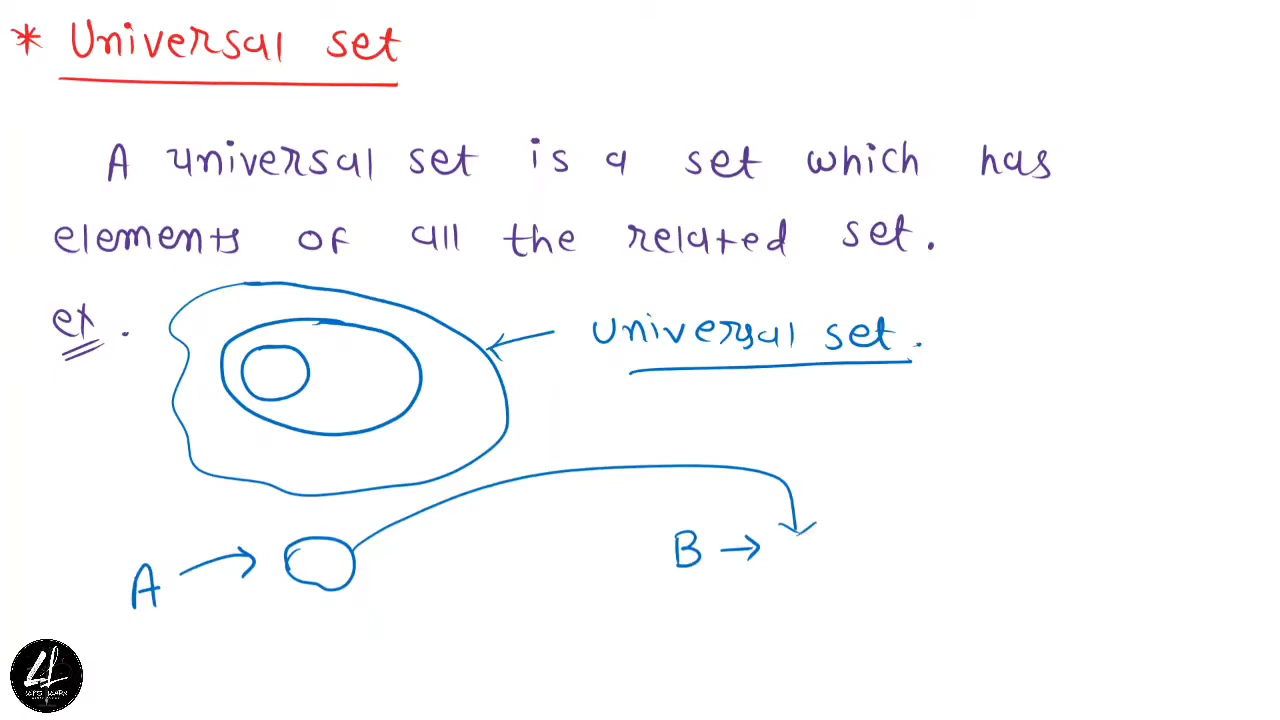 * Universal set
A universal set is a set which has
elements of all the related set.
ex.
Universal set.
A →
B →